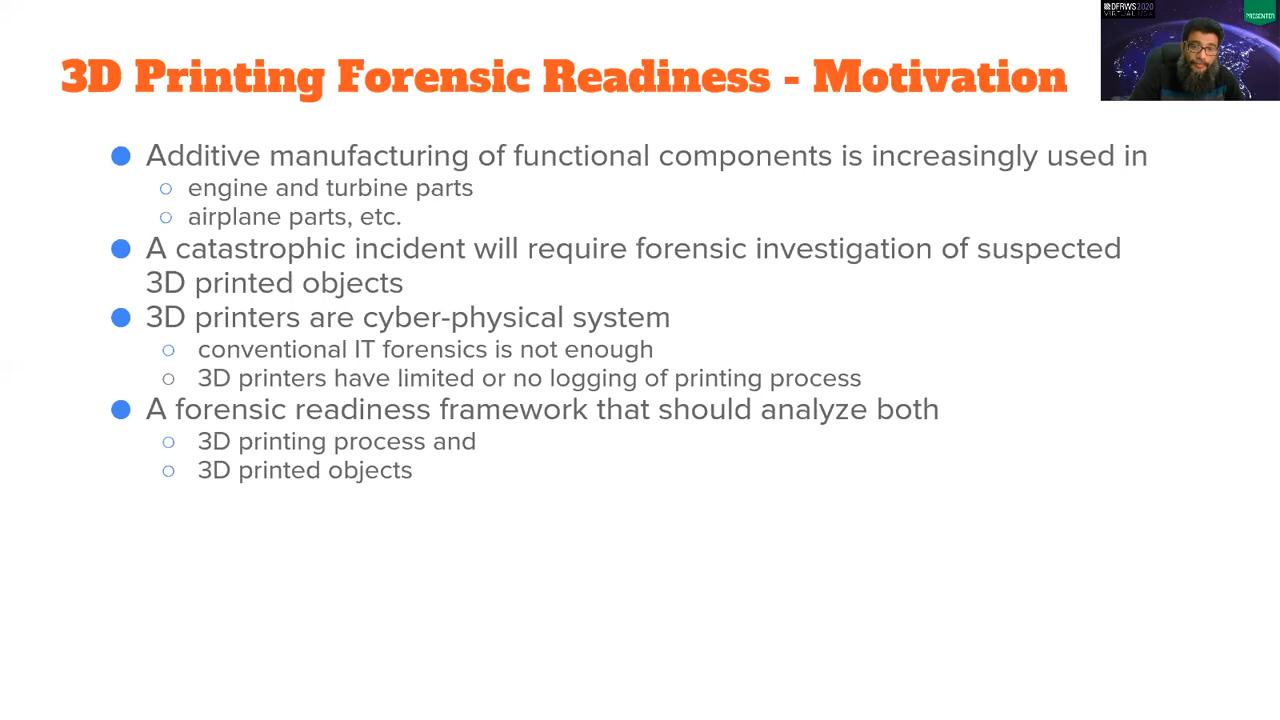 DFRWS2020
VIRTUAL USA
PRESENTER
3D Printing Forensic Readiness - Motivation
● Additive manufacturing of functional components is increasingly used in
○ engine and turbine parts
○ airplane parts, etc.
● A catastrophic incident will require forensic investigation of suspected
3D printed objects
● 3D printers are cyber-physical system
○ conventional IT forensics is not enough
○ 3D printers have limited or no logging of printing process
● A forensic readiness framework that should analyze both
○ 3D printing process and
○ 3D printed objects